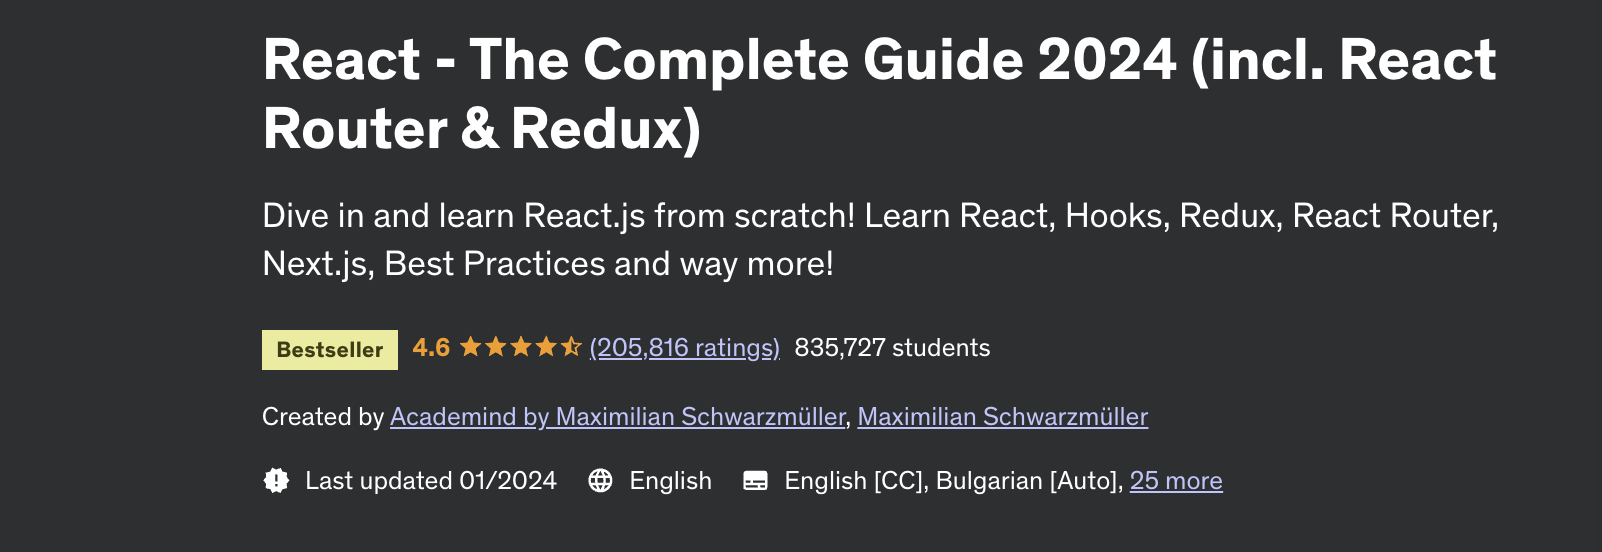 React - The Complete Guide 2024 (incl. React
Router & Redux)
Dive in and learn React.js from scratch! Learn React, Hooks, Redux, React Router,
Next.js, Best Practices and way more!
Bestseller 4.6 (205,816 ratings) 835,727 students
Created by Academind by Maximilian Schwarzmüller, Maximilian Schwarzmüller
Last updated 01/2024 English English [CC], Bulgarian [Auto], 25 more